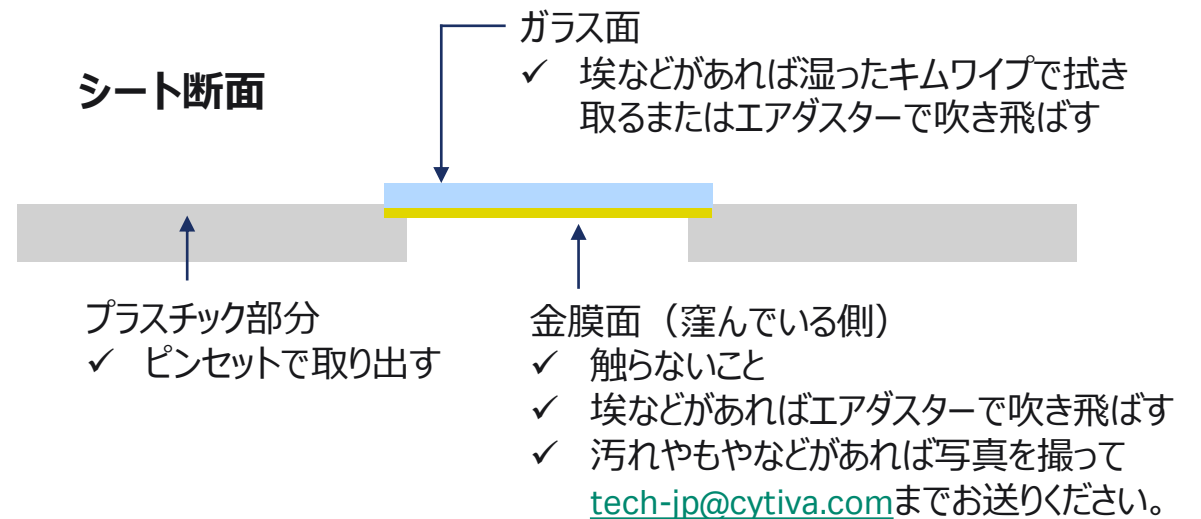 シート断面
ガラス面
✓ 埃などがあれば湿ったキムワイプで拭き
取るまたはエアダスターで吹き飛ばす
プラスチック部分
✓ ピンセットで取り出す
金膜面（窪んでいる側）
✓ 触らないこと
✓ 埃などがあればエアダスターで吹き飛ばす
✓ 汚れやもやなどがあれば写真を撮って
tech-jp@cytiva.comまでお送りください。